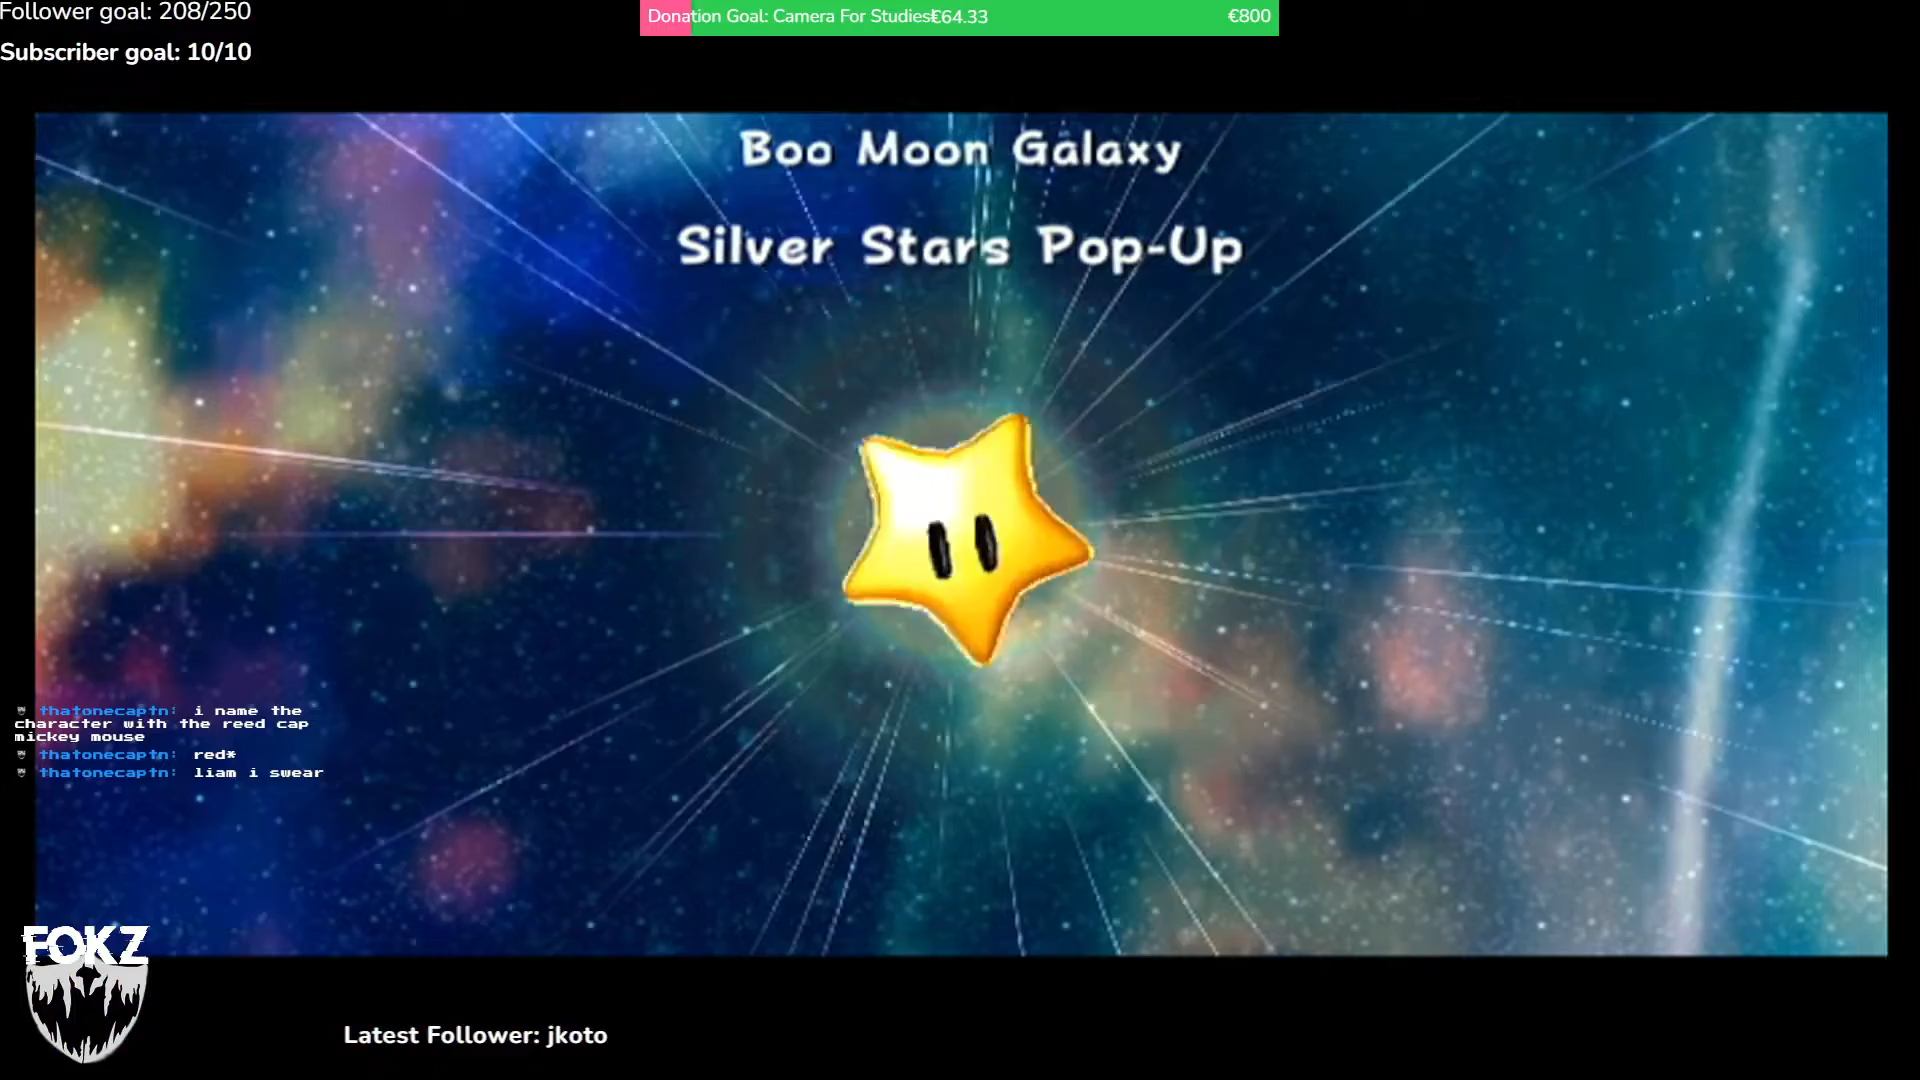 Follower goal: 208/250
Donation Goal: Camera For Studies €64.33 €800
Subscriber goal: 10/10
Boo Moon Galaxy
Silver Stars Pop-Up
thatonecaptn: i name the
character with the reed cap
mickey mouse
thatonecaptn: red*
thatonecaptn: liam i swear
FOKZ
Latest Follower: jkoto